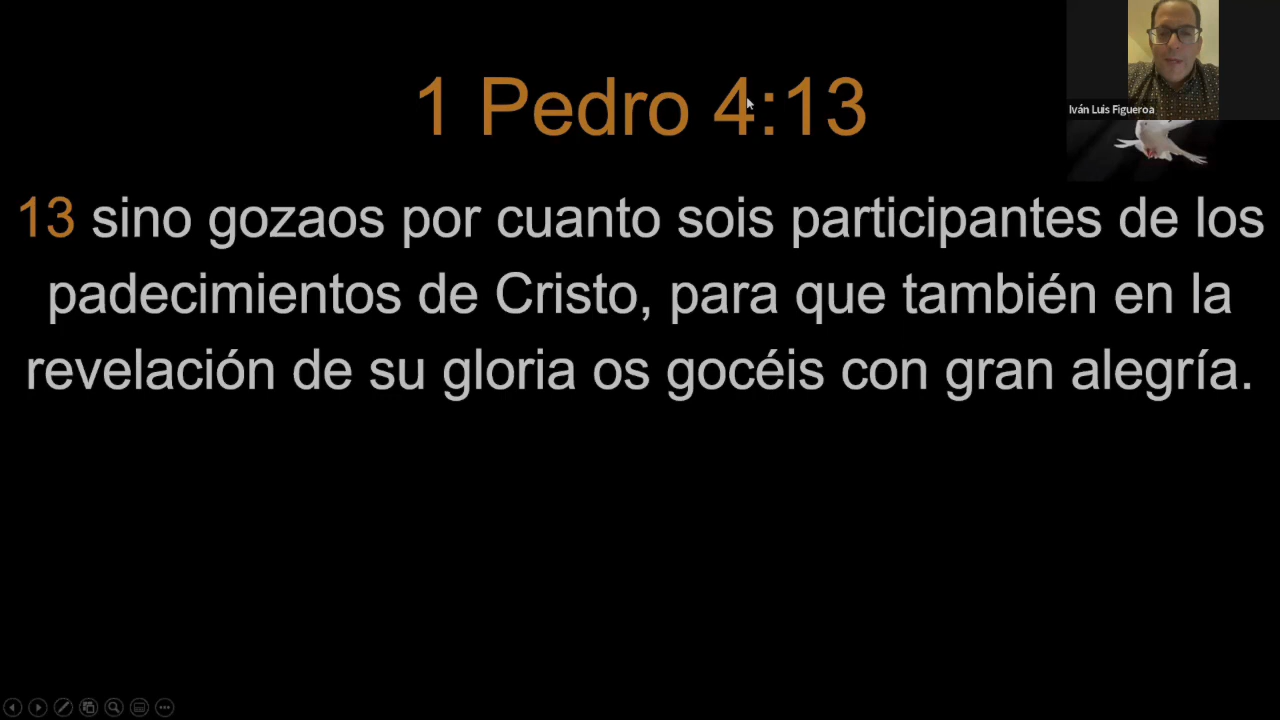 1 Pedro 4:13
Iván Luis Figueroa
13 sino gozaos por cuanto sois participantes de los
padecimientos de Cristo, para que también en la
revelación de su gloria os gocéis con gran alegría.